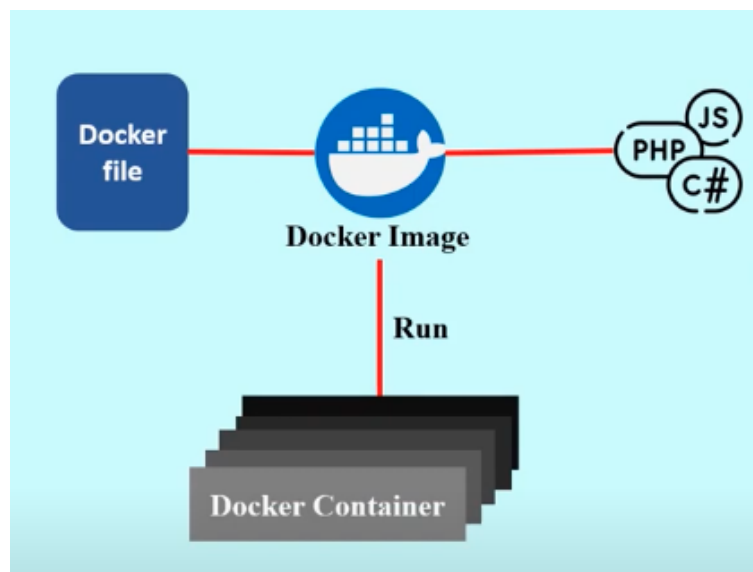 Docker
file
JS
PHP
C#
Docker Image
Run
Docker Container